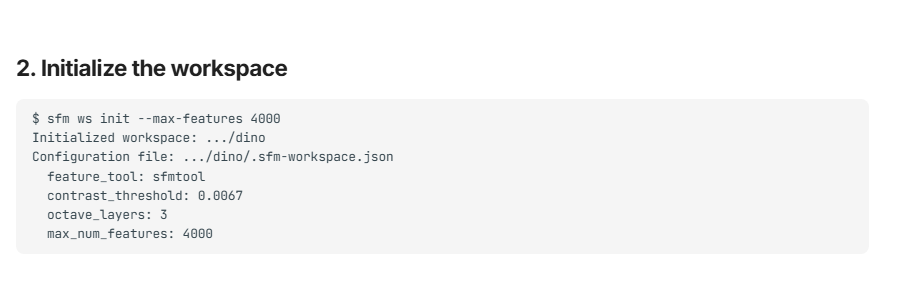 2. Initialize the workspace
$ sfm ws init --max-features 4000
Initialized workspace: .../dino
Configuration file: .../dino/.sfm-workspace.json
  feature_tool: sfmtool
  contrast_threshold: 0.0067
  octave_layers: 3
  max_num_features: 4000